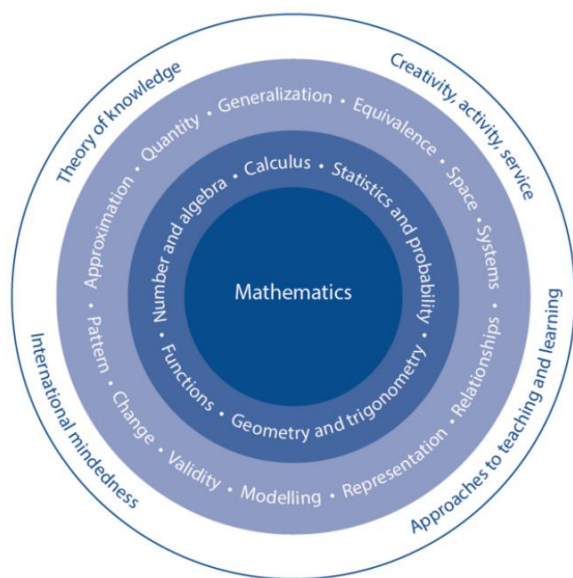 Theory of knowledge
Creativity, activity, service
Approaches to teaching and learning
International mindedness
Approximation • Quantity • Generalization • Equivalence • Space • Systems •
Pattern • Change • Validity • Modelling • Representation • Relationships •
Number and algebra • Calculus • Statistics and probability •
Functions • Geometry and trigonometry •
Mathematics